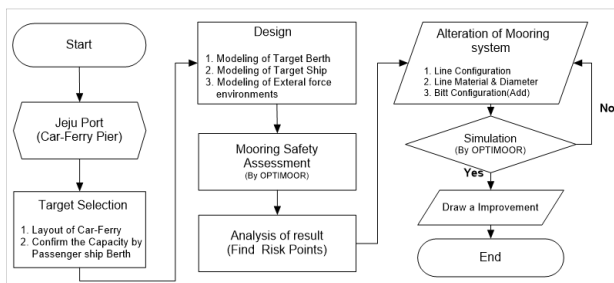 Start
Jeju Port
(Car-Ferry Pier)
Target Selection
1. Layout of Car-Ferry
2. Confirm the Capacity by
Passenger ship Berth
Design
1. Modeling of Target Berth
2. Modeling of Target Ship
3. Modeling of Exteral force
environments
Mooring Safety
Assessment
(By OPTIMOOR)
Analysis of result
(Find Risk Points)
Alteration of Mooring
system
1. Line Configuration
2. Line Material & Diameter
3. Bitt Configuration(Add)
No
Simulation
(By OPTIMOOR)
Yes
Draw a Improvement
End